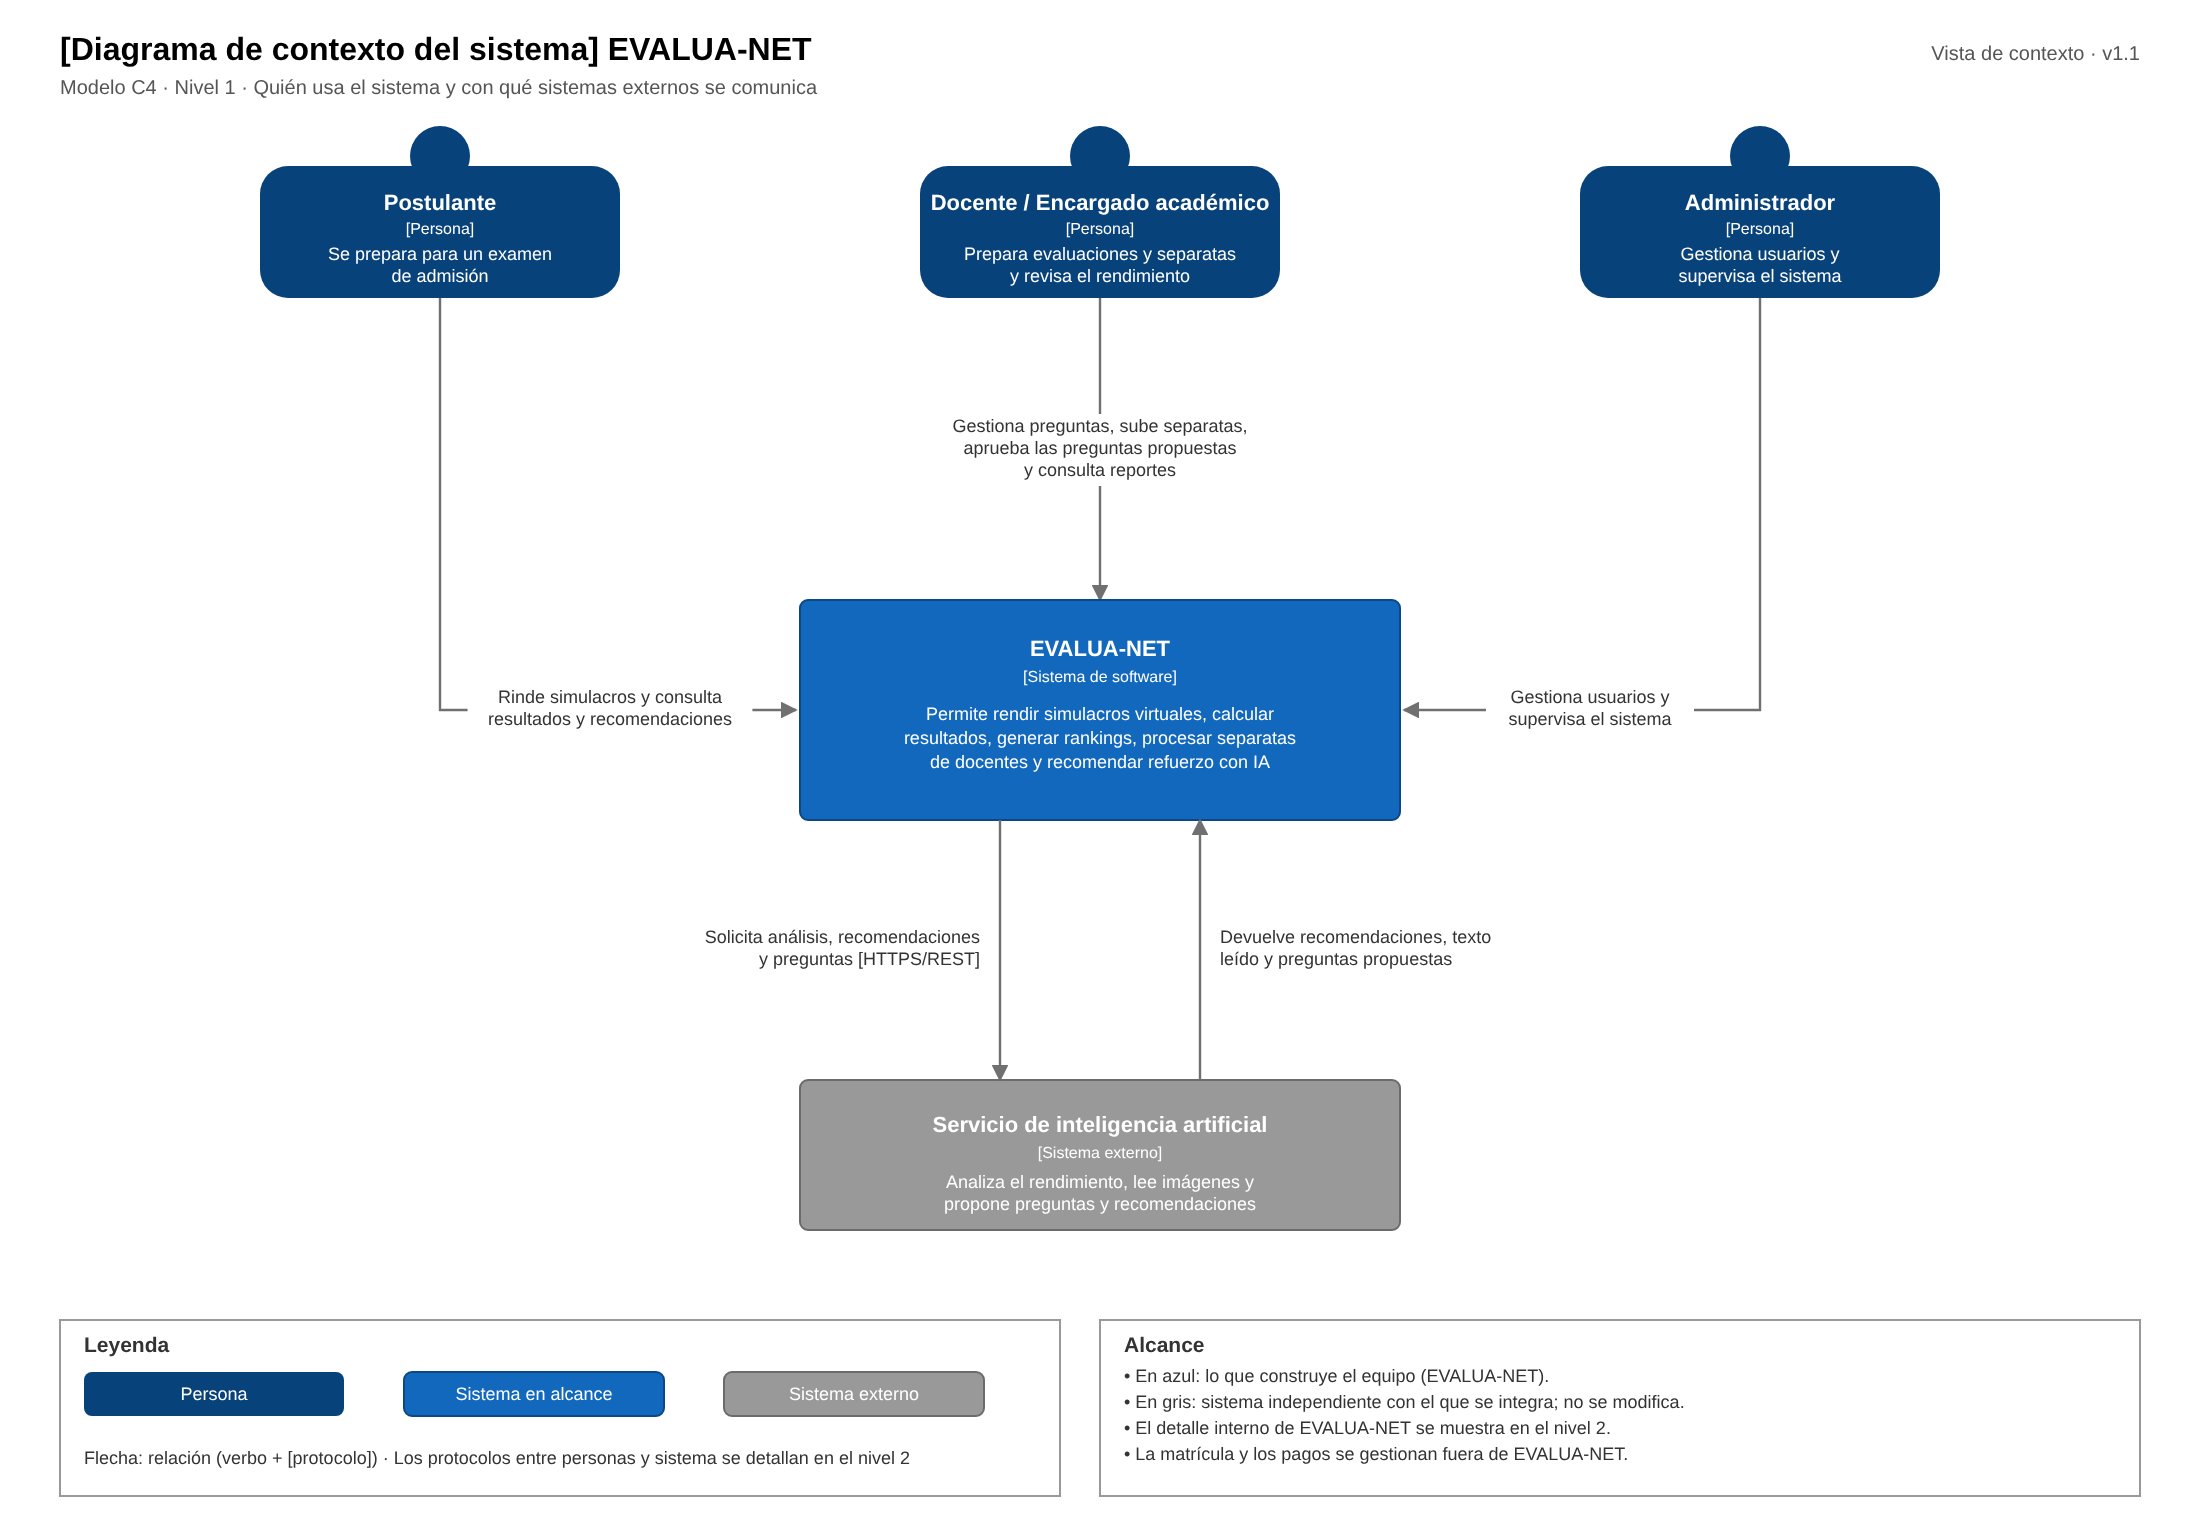 [Diagrama de contexto del sistema] EVALUA-NET
Vista de contexto · v1.1
Modelo C4 · Nivel 1 · Quién usa el sistema y con qué sistemas externos se comunica
Postulante
[Persona]
Se prepara para un examen
de admisión
Docente / Encargado académico
[Persona]
Prepara evaluaciones y separatas
y revisa el rendimiento
Administrador
[Persona]
Gestiona usuarios y
supervisa el sistema
Gestiona preguntas, sube separatas,
aprueba las preguntas propuestas
y consulta reportes
Rinde simulacros y consulta
resultados y recomendaciones
EVALUA-NET
[Sistema de software]
Permite rendir simulacros virtuales, calcular
resultados, generar rankings, procesar separatas
de docentes y recomendar refuerzo con IA
Gestiona usuarios y
supervisa el sistema
Solicita análisis, recomendaciones
y preguntas [HTTPS/REST]
Devuelve recomendaciones, texto
leído y preguntas propuestas
Servicio de inteligencia artificial
[Sistema externo]
Analiza el rendimiento, lee imágenes y
propone preguntas y recomendaciones
Leyenda
Persona
Sistema en alcance
Sistema externo
Flecha: relación (verbo + [protocolo]) · Los protocolos entre personas y sistema se detallan en el nivel 2
Alcance
• En azul: lo que construye el equipo (EVALUA-NET).
• En gris: sistema independiente con el que se integra; no se modifica.
• El detalle interno de EVALUA-NET se muestra en el nivel 2.
• La matrícula y los pagos se gestionan fuera de EVALUA-NET.